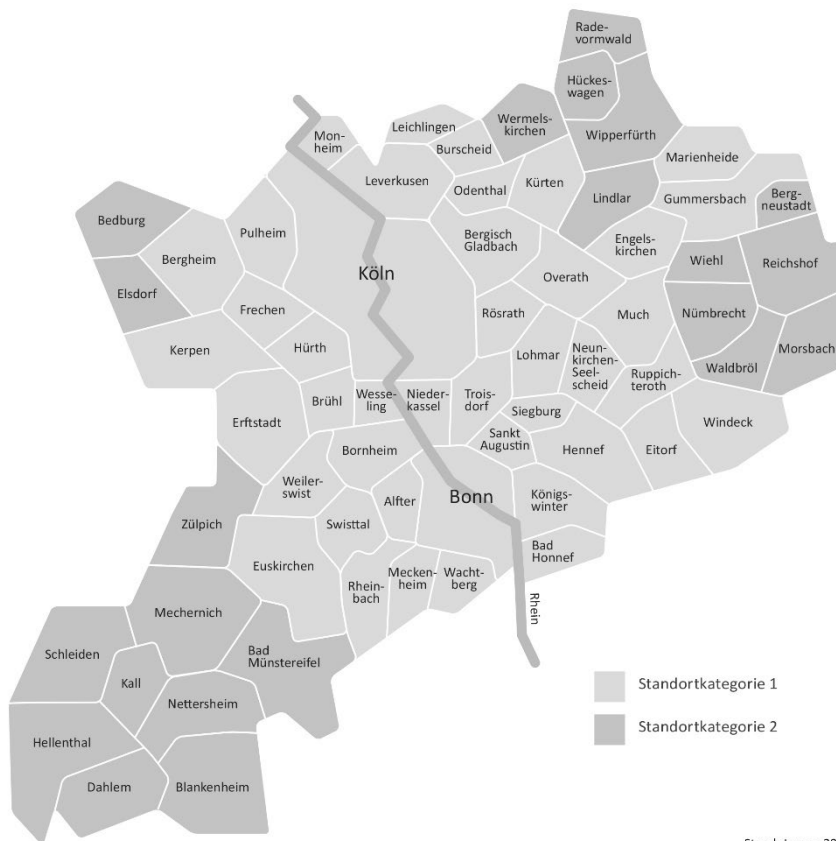 Rade-
vormwald
Hückes-
wagen
Wermels-
kirchen
Wipperfürth
Leichlingen
Mon-
heim
Burscheid
Marienheide
Leverkusen
Odenthal
Kürten
Lindlar
Gummersbach
Berg-
neustadt
Bedburg
Pulheim
Bergheim
Bergisch
Gladbach
Engels-
kirchen
Wiehl
Reichshof
Köln
Overath
Elsdorf
Frechen
Rösrath
Much
Nümbrecht
Kerpen
Hürth
Lohmar
Neun-
kirchen-
Seel-
scheid
Ruppich-
teroth
Waldbröl
Morsbach
Erftstadt
Brühl
Wesse-
ling
Nieder-
kassel
Trois-
dorf
Siegburg
Windeck
Sankt
Augustin
Hennef
Eitorf
Bornheim
Weiler-
swist
Alfter
Bonn
Königs-
winter
Zülpich
Swisttal
Bad
Honnef
Euskirchen
Rhein-
bach
Mecken-
heim
Wacht-
berg
Rhein
Mechernich
Schleiden
Bad
Münstereifel
Kall
Nettersheim
Hellenthal
Dahlem
Blankenheim
Standortkategorie 1
Standortkategorie 2